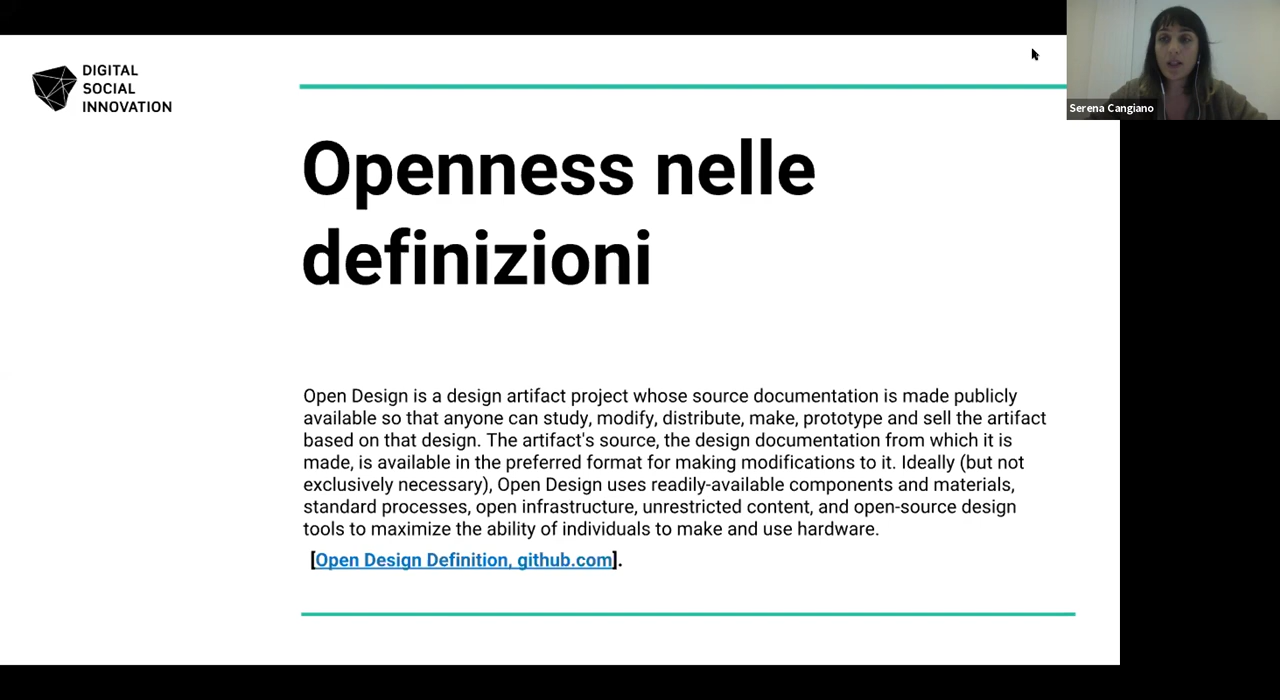 DIGITAL
SOCIAL
INNOVATION
Serena Cangiano
Openness nelle
definizioni
Open Design is a design artifact project whose source documentation is made publicly
available so that anyone can study, modify, distribute, make, prototype and sell the artifact
based on that design. The artifact's source, the design documentation from which it is
made, is available in the preferred format for making modifications to it. Ideally (but not
exclusively necessary), Open Design uses readily-available components and materials,
standard processes, open infrastructure, unrestricted content, and open-source design
tools to maximize the ability of individuals to make and use hardware.
[Open Design Definition, github.com].